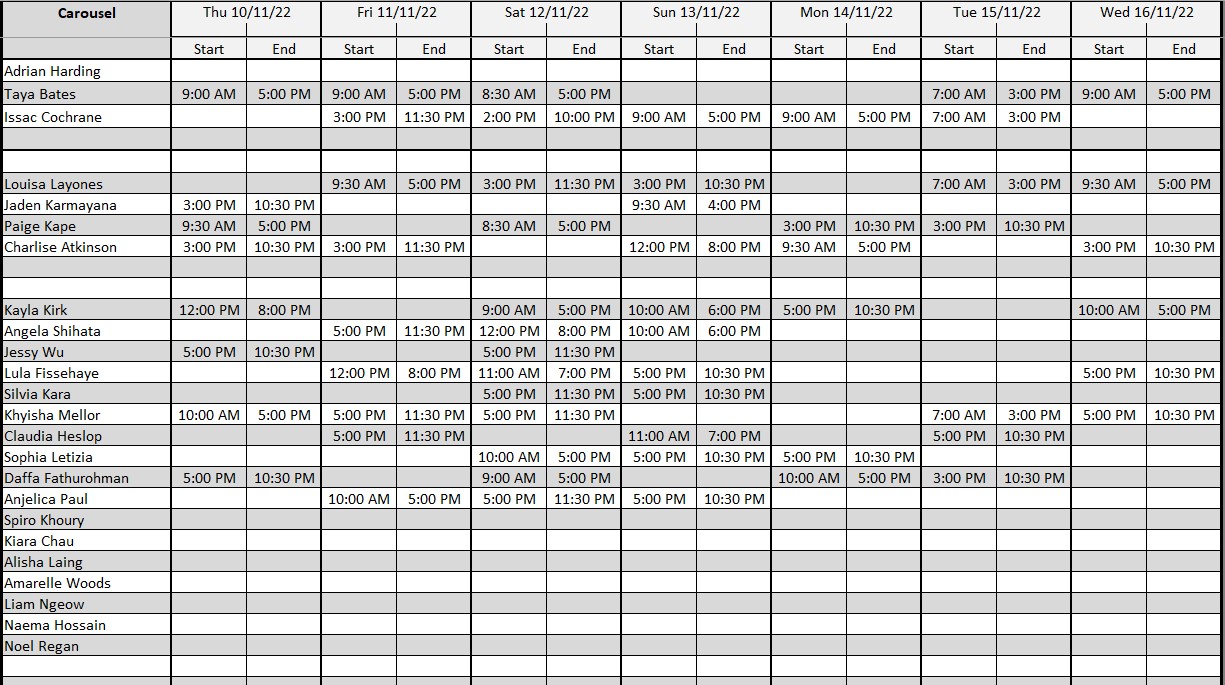 Carousel Thu 10/11/22 Fri 11/11/22 Sat 12/11/22 Sun 13/11/22 Mon 14/11/22 Tue 15/11/22 Wed 16/11/22
Start End Start End Start End Start End Start End Start End Start End
Adrian Harding
Taya Bates 9:00 AM 5:00 PM 9:00 AM 5:00 PM 8:30 AM 5:00 PM 7:00 AM 3:00 PM 9:00 AM 5:00 PM
Issac Cochrane 3:00 PM 11:30 PM 2:00 PM 10:00 PM 9:00 AM 5:00 PM 9:00 AM 5:00 PM 7:00 AM 3:00 PM
Louisa Layones 9:30 AM 5:00 PM 3:00 PM 11:30 PM 3:00 PM 10:30 PM 7:00 AM 3:00 PM 9:30 AM 5:00 PM
Jaden Karmayana 3:00 PM 10:30 PM 9:30 AM 4:00 PM
Paige Kape 9:30 AM 5:00 PM 8:30 AM 5:00 PM 3:00 PM 10:30 PM 3:00 PM 10:30 PM
Charlise Atkinson 3:00 PM 10:30 PM 3:00 PM 11:30 PM 12:00 PM 8:00 PM 9:30 AM 5:00 PM 3:00 PM 10:30 PM
Kayla Kirk 12:00 PM 8:00 PM 9:00 AM 5:00 PM 10:00 AM 6:00 PM 5:00 PM 10:30 PM 10:00 AM 5:00 PM
Angela Shihata 5:00 PM 11:30 PM 12:00 PM 8:00 PM 10:00 AM 6:00 PM
Jessy Wu 5:00 PM 10:30 PM 5:00 PM 11:30 PM
Lula Fissehaye 12:00 PM 8:00 PM 11:00 AM 7:00 PM 5:00 PM 10:30 PM 5:00 PM 10:30 PM
Silvia Kara 5:00 PM 11:30 PM 5:00 PM 10:30 PM
Khyisha Mellor 10:00 AM 5:00 PM 5:00 PM 11:30 PM 5:00 PM 11:30 PM 7:00 AM 3:00 PM 5:00 PM 10:30 PM
Claudia Heslop 5:00 PM 11:30 PM 11:00 AM 7:00 PM 5:00 PM 10:30 PM
Sophia Letizia 10:00 AM 5:00 PM 5:00 PM 10:30 PM 5:00 PM 10:30 PM
Daffa Fathurohman 5:00 PM 10:30 PM 9:00 AM 5:00 PM 10:00 AM 5:00 PM 3:00 PM 10:30 PM
Anjelica Paul 10:00 AM 5:00 PM 5:00 PM 11:30 PM 5:00 PM 10:30 PM
Spiro Khoury
Kiara Chau
Alisha Laing
Amarelle Woods
Liam Ngeow
Naema Hossain
Noel Regan